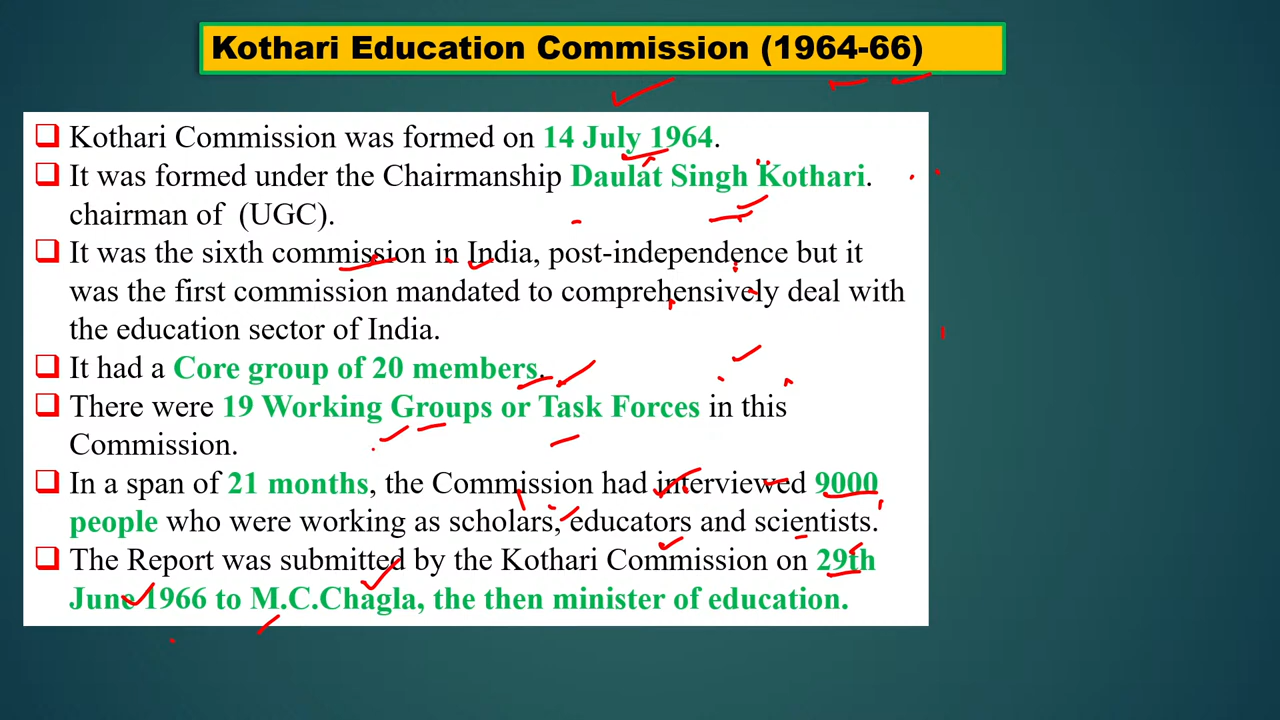 Kothari Education Commission (1964-66)
Kothari Commission was formed on 14 July 1964.
It was formed under the Chairmanship Daulat Singh Kothari.
chairman of (UGC).
It was the sixth commission in India, post-independence but it
was the first commission mandated to comprehensively deal with
the education sector of India.
It had a Core group of 20 members.
There were 19 Working Groups or Task Forces in this
Commission.
In a span of 21 months, the Commission had interviewed 9000
people who were working as scholars, educators and scientists.
The Report was submitted by the Kothari Commission on 29th
June 1966 to M.C.Chagla, the then minister of education.